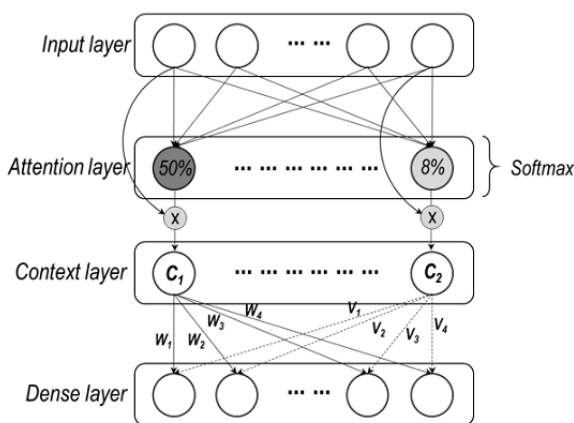 Input layer
... ...
Attention layer
50%
... ... ... ... ... ...
8%
Softmax
X
X
Context layer
C₁
... ... ... ... ... ...
C₂
W₁
W₂
W₃
W₄
V₁
V₂
V₃
V₄
Dense layer
... ...